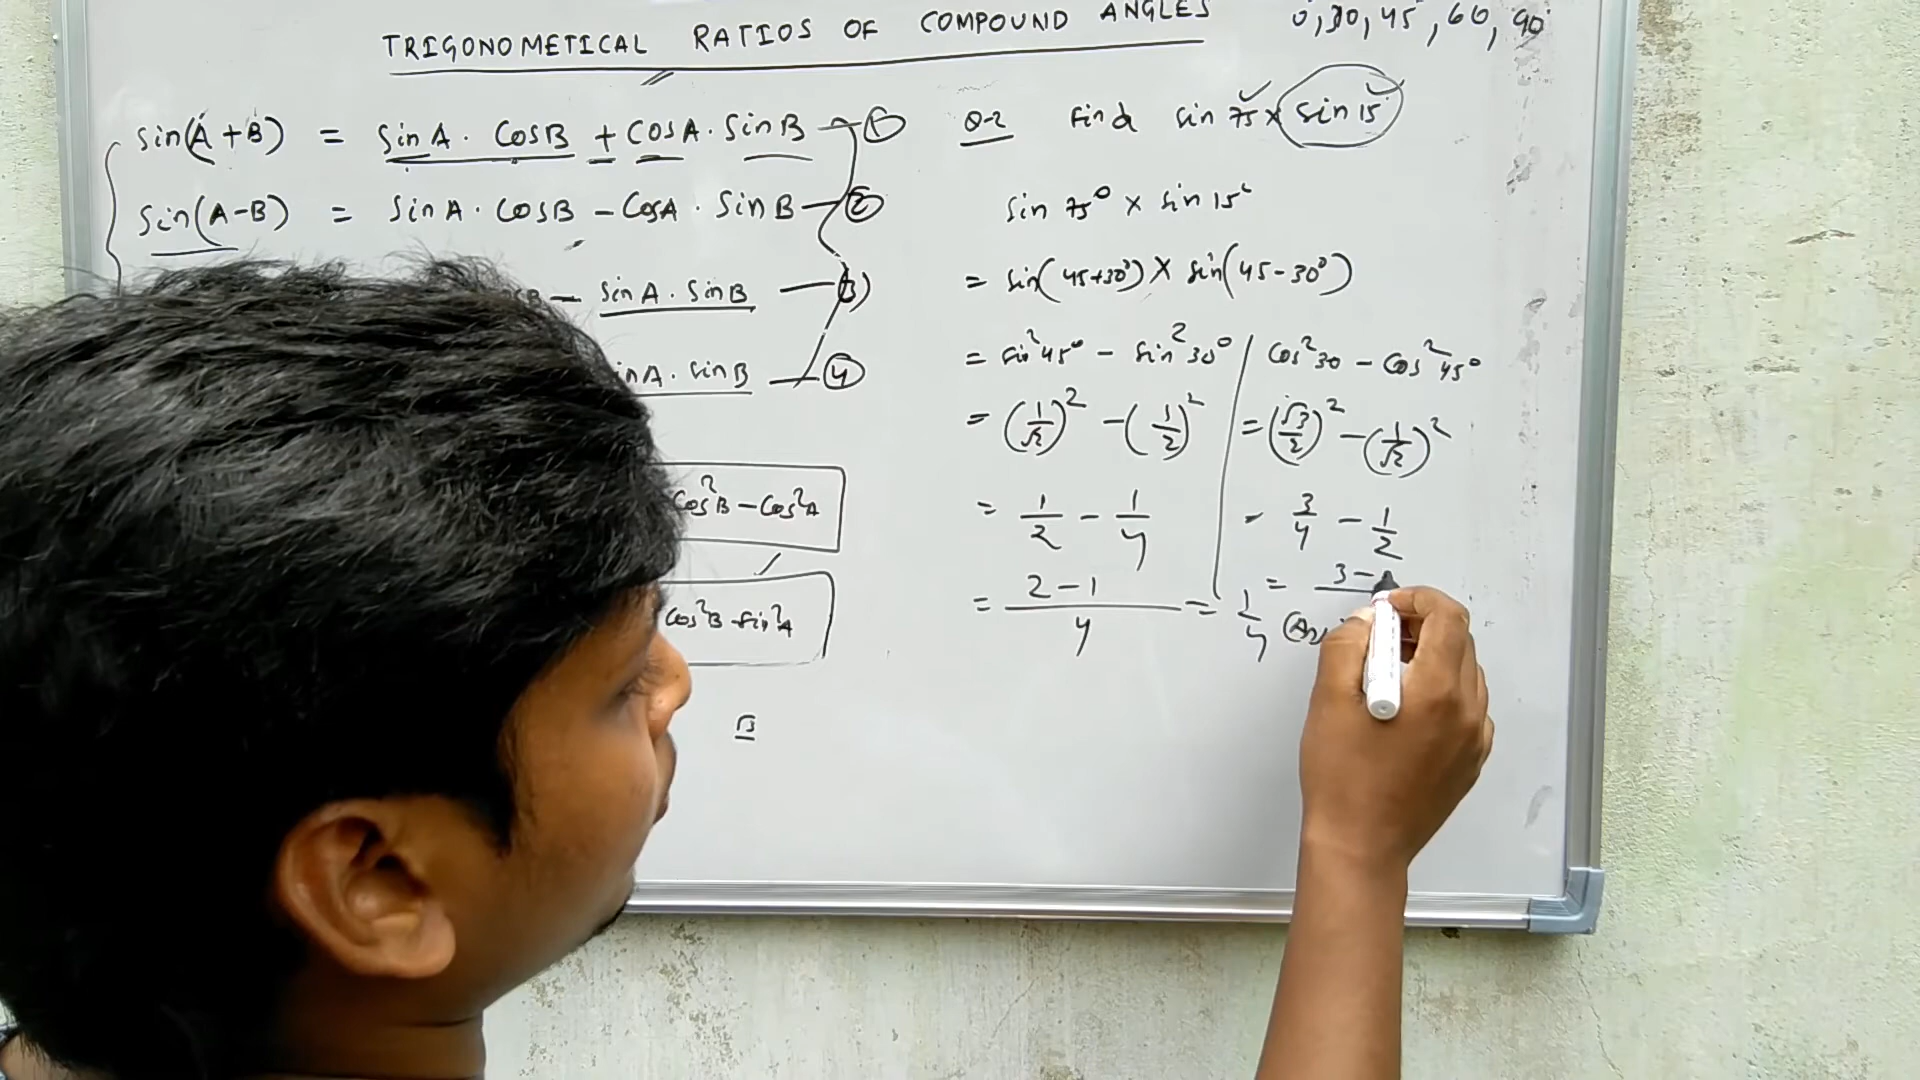 TRIGONOMETICAL RATIOS OF COMPOUND ANGLES
0, 30, 45, 60, 90°
sin(A+B) = sinA · cosB + cosA · sinB — ①
sin(A-B) = sinA · cosB - cosA · sinB — ②
- sinA · sinB — 3)
inA · sinB — ④
cos²B - cos²A
cos²B - sin²A
B
Q-2 Find sin 75° × sin 15°
sin 75° × sin 15°
= sin(45+30°) × sin(45-30°)
= sin²45° - sin²30°
= (1/√2)² - (1/2)²
= 1/2 - 1/4
= 2-1/4 = 1/4 (Ans
cos²30 - cos²45°
= (√3/2)² - (1/√2)²
= 3/4 - 1/2
= 3-